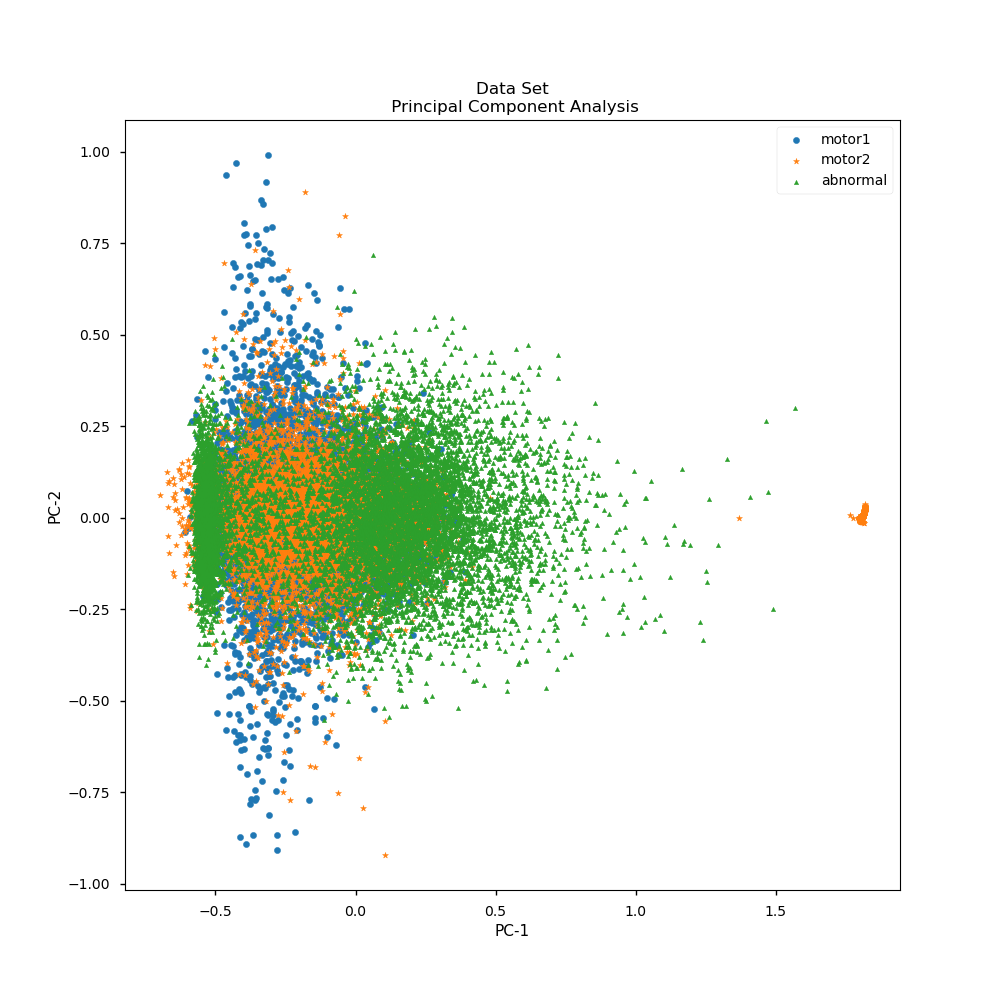 Data Set
Principal Component Analysis
motor1
motor2
abnormal
1.00
0.75
0.50
0.25
0.00
−0.25
−0.50
−0.75
−1.00
PC-2
−0.5
0.0
0.5
1.0
1.5
PC-1